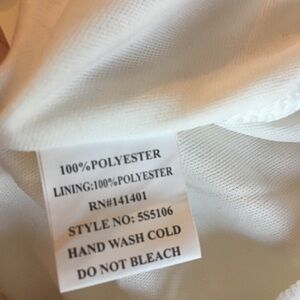 100%POLYESTER
LINING:100%POLYESTER
RN#141401
STYLE NO: 5S5106
HAND WASH COLD
DO NOT BLEACH